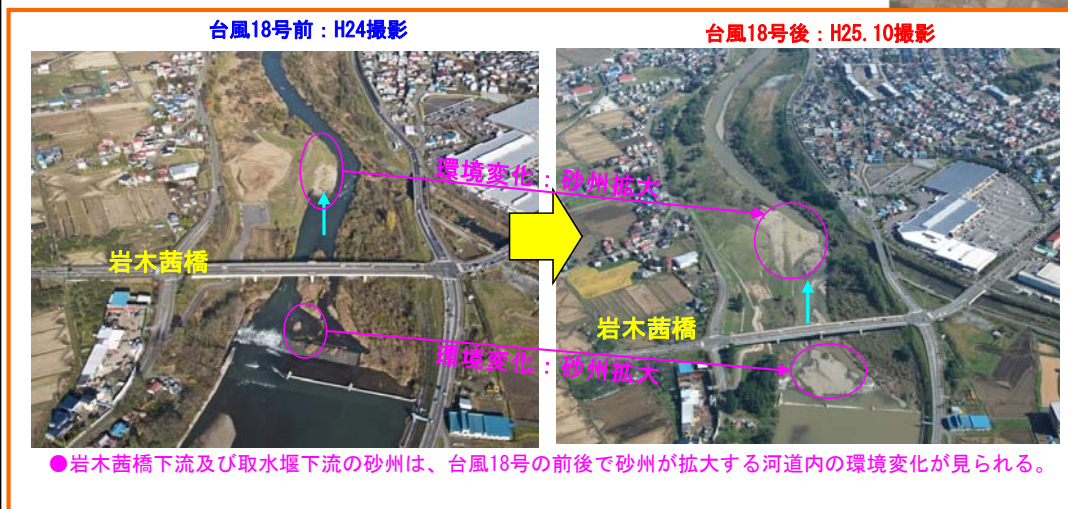 台風18号前：H24撮影
台風18号後：H25.10撮影
環境変化：砂州拡大
岩木茜橋
岩木茜橋
環境変化：砂州拡大
●岩木茜橋下流及び取水堰下流の砂州は、台風18号の前後で砂州が拡大する河道内の環境変化が見られる。